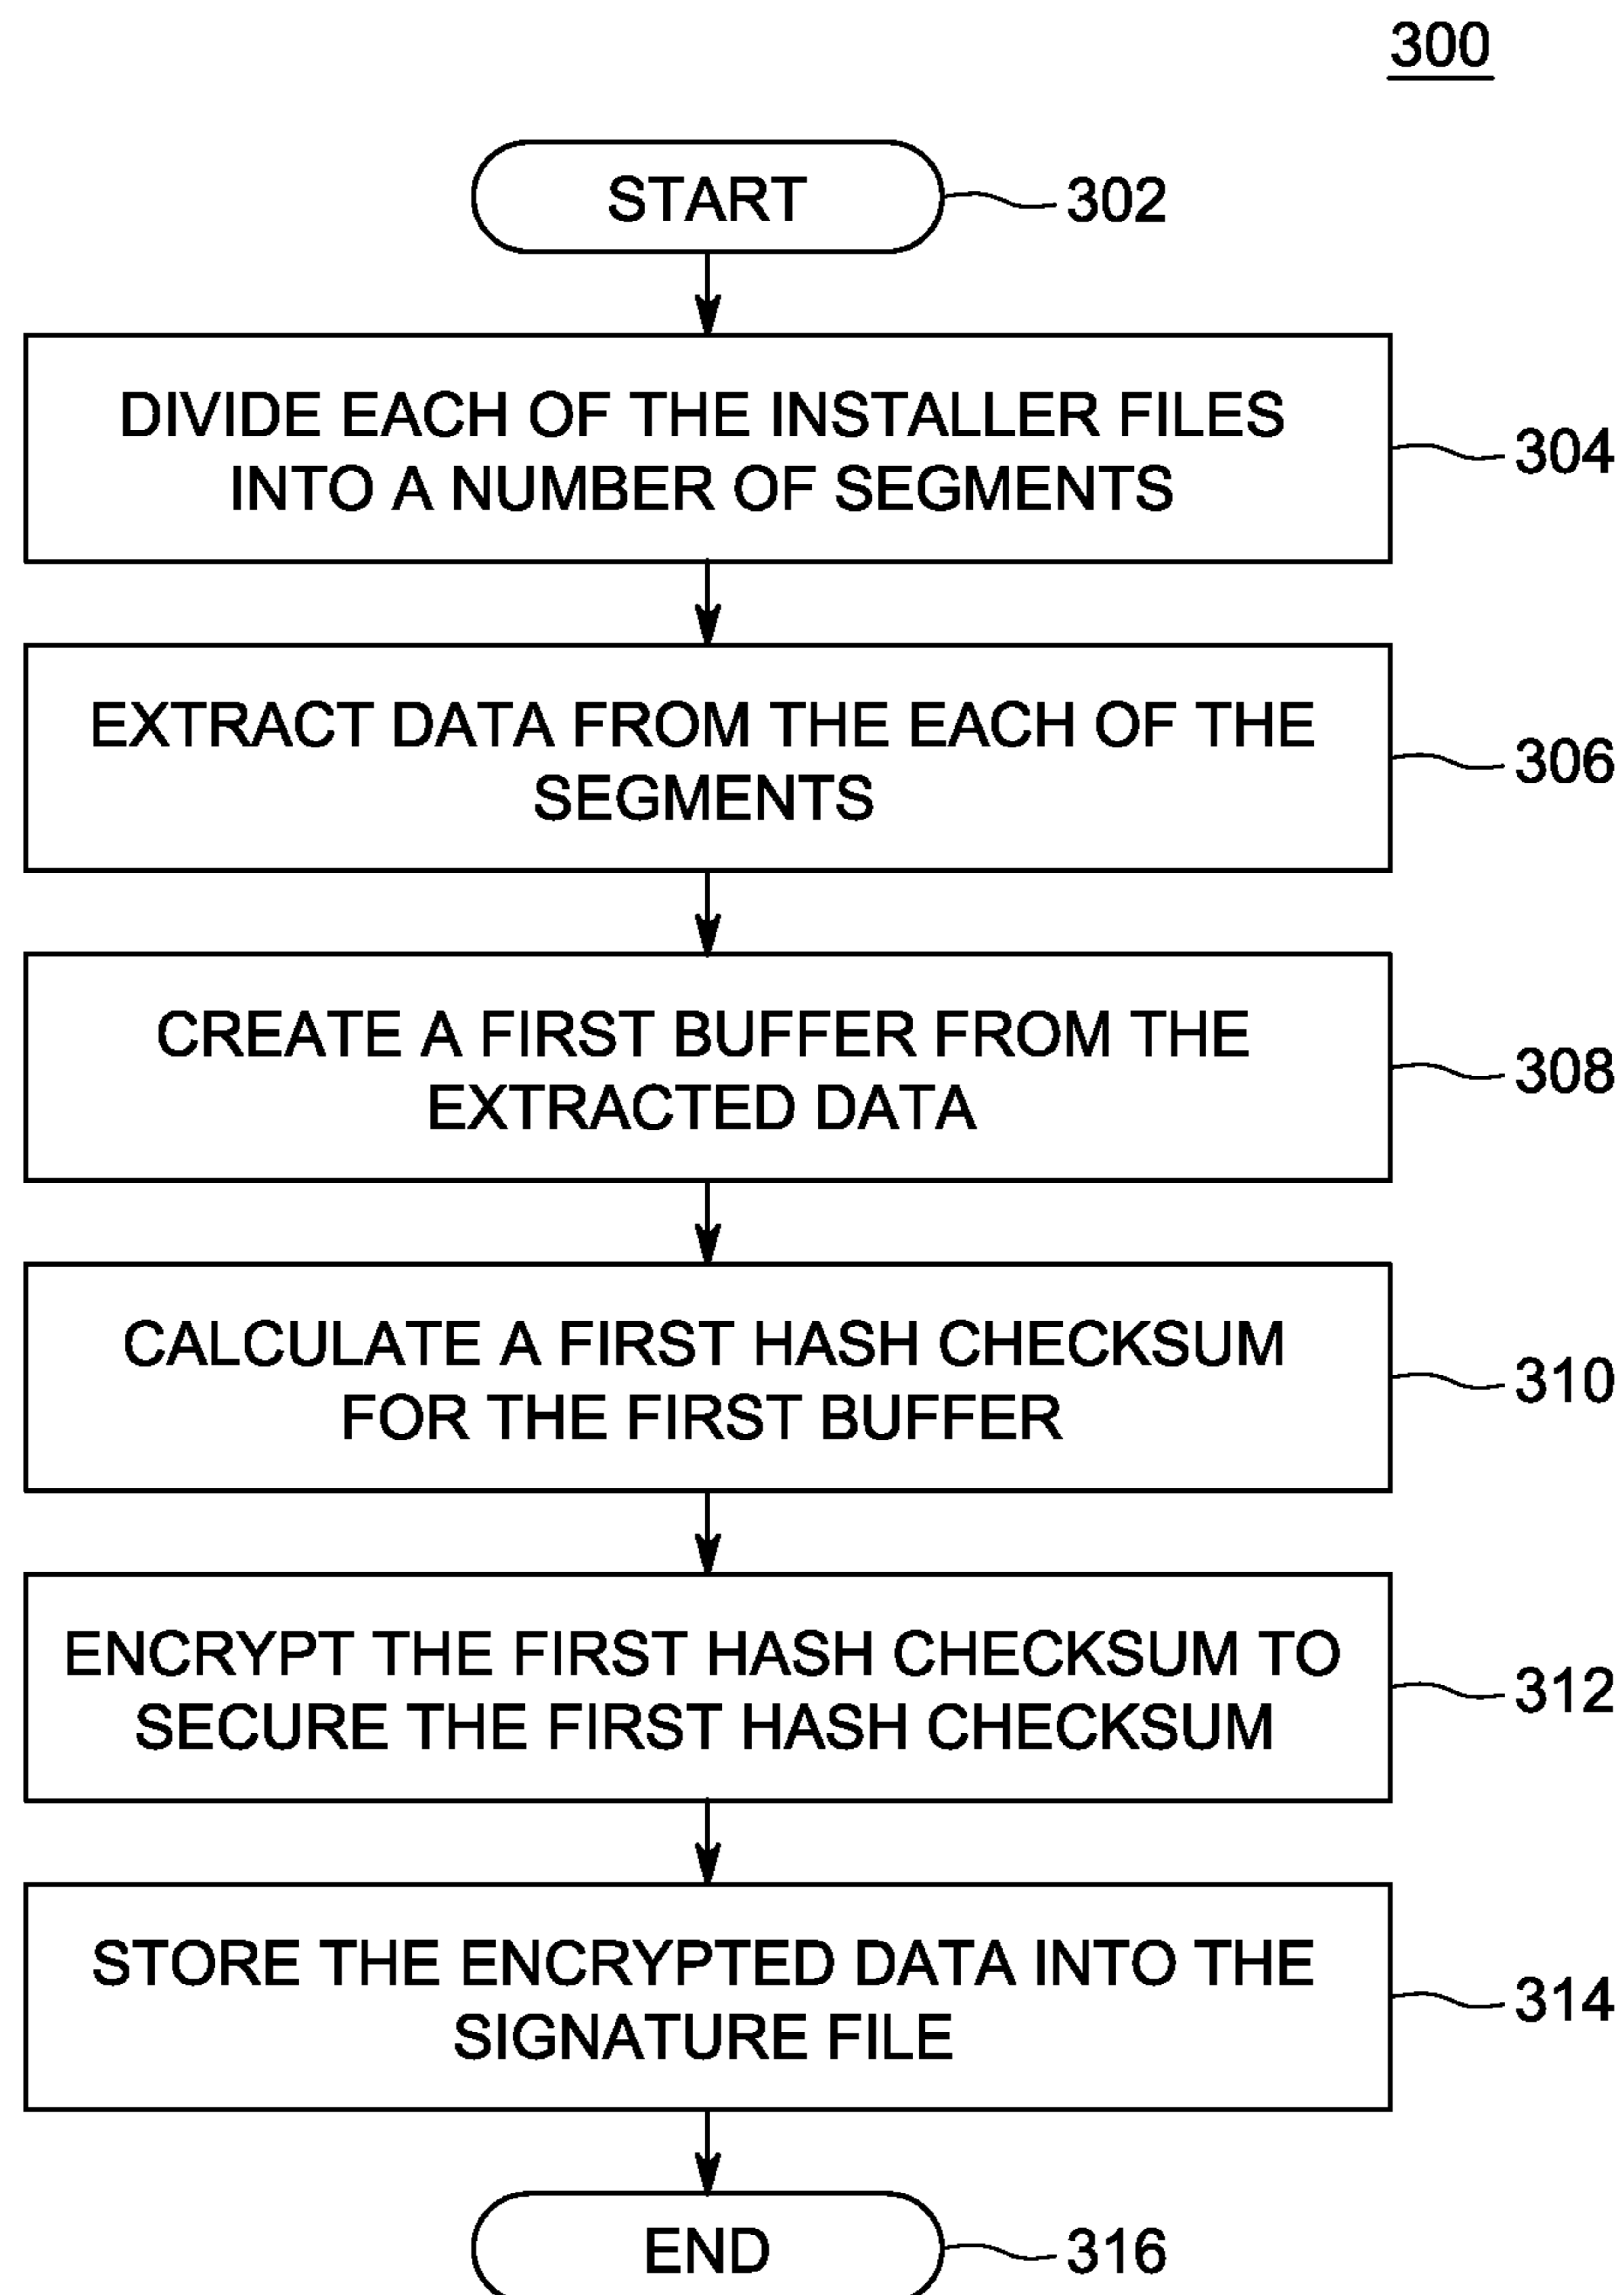 300
START
302
DIVIDE EACH OF THE INSTALLER FILES
INTO A NUMBER OF SEGMENTS
304
EXTRACT DATA FROM THE EACH OF THE
SEGMENTS
306
CREATE A FIRST BUFFER FROM THE
EXTRACTED DATA
308
CALCULATE A FIRST HASH CHECKSUM
FOR THE FIRST BUFFER
310
ENCRYPT THE FIRST HASH CHECKSUM TO
SECURE THE FIRST HASH CHECKSUM
312
STORE THE ENCRYPTED DATA INTO THE
SIGNATURE FILE
314
END
316